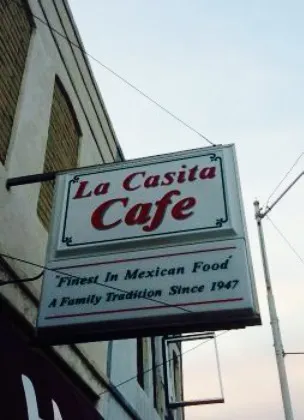 La Casita
Cafe
"Finest In Mexican Food"
A Family Tradition Since 1947